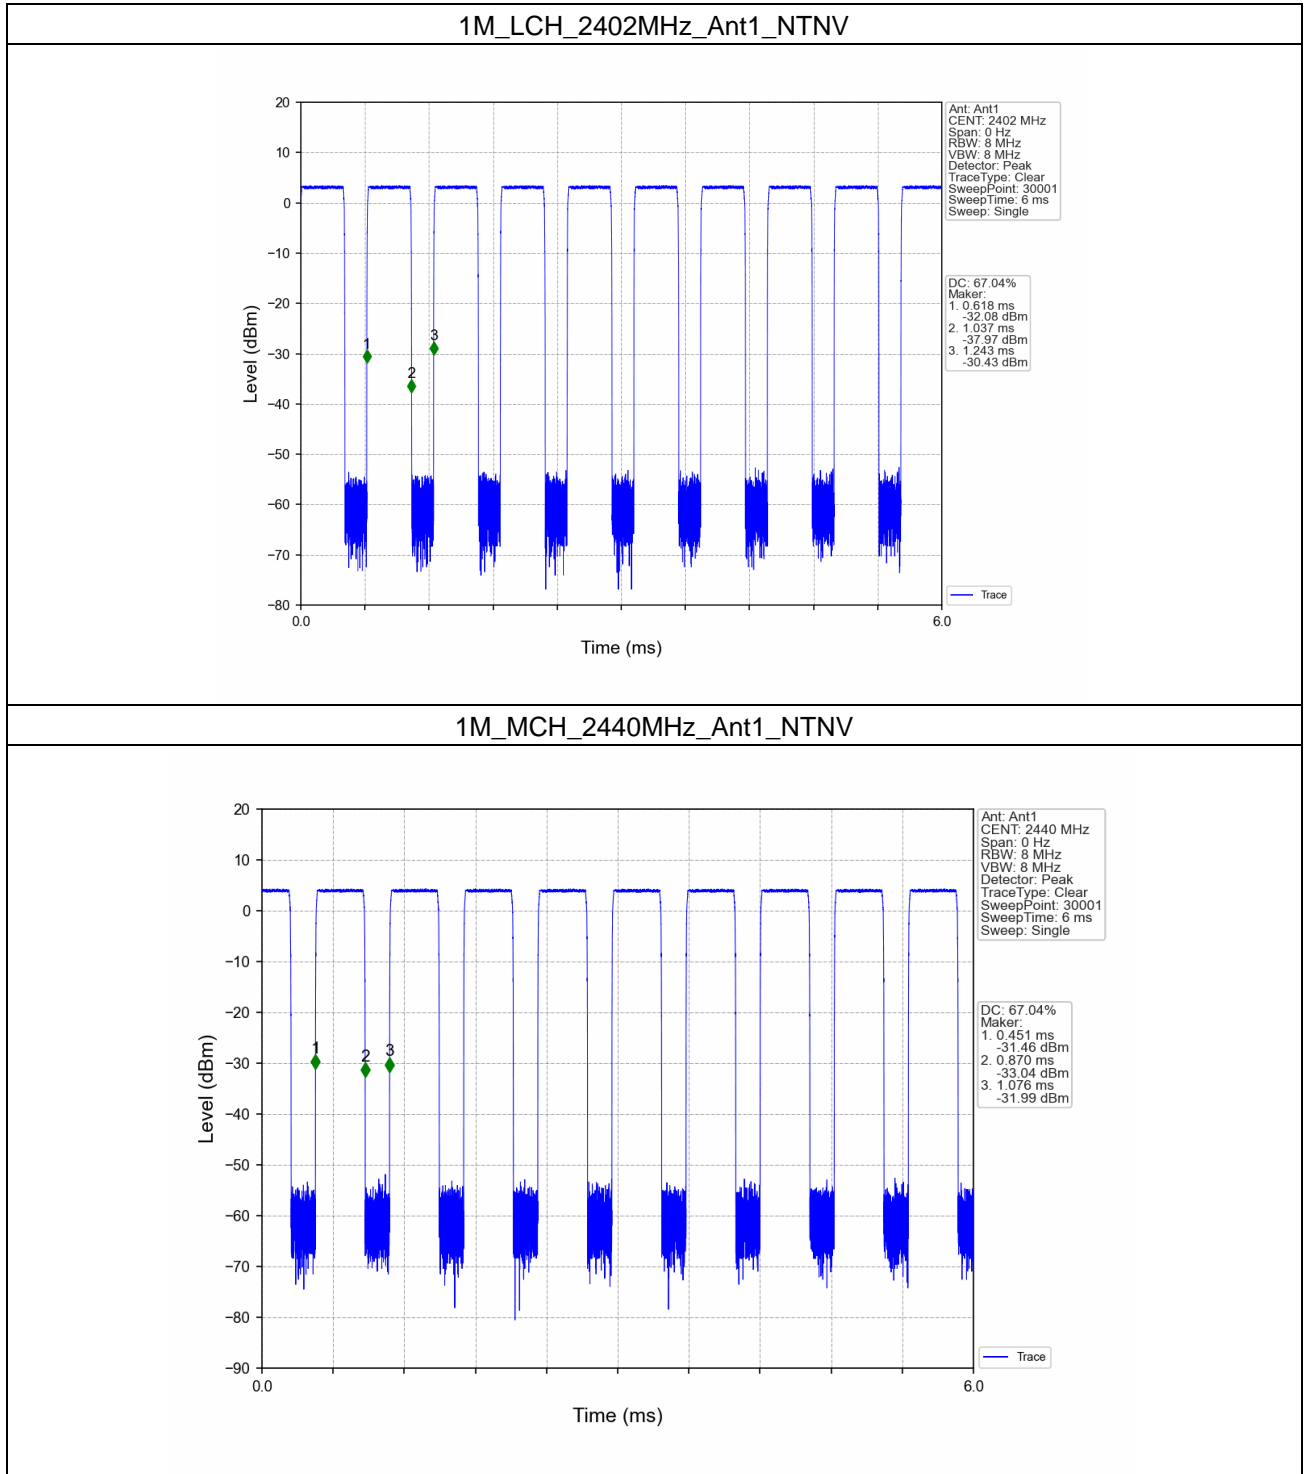 1M_LCH_2402MHz_Ant1_NTNV
20
10
0
−10
−20
−30
−40
−50
−60
−70
−80
Level (dBm)
1
2
3
0.0
6.0
Time (ms)
Ant: Ant1
CENT: 2402 MHz
Span: 0 Hz
RBW: 8 MHz
VBW: 8 MHz
Detector: Peak
TraceType: Clear
SweepPoint: 30001
SweepTime: 6 ms
Sweep: Single
DC: 67.04%
Maker:
1. 0.618 ms
-32.08 dBm
2. 1.037 ms
-37.97 dBm
3. 1.243 ms
-30.43 dBm
Trace
1M_MCH_2440MHz_Ant1_NTNV
20
10
0
−10
−20
−30
−40
−50
−60
−70
−80
−90
Level (dBm)
1
2
3
0.0
6.0
Time (ms)
Ant: Ant1
CENT: 2440 MHz
Span: 0 Hz
RBW: 8 MHz
VBW: 8 MHz
Detector: Peak
TraceType: Clear
SweepPoint: 30001
SweepTime: 6 ms
Sweep: Single
DC: 67.04%
Maker:
1. 0.451 ms
-31.46 dBm
2. 0.870 ms
-33.04 dBm
3. 1.076 ms
-31.99 dBm
Trace